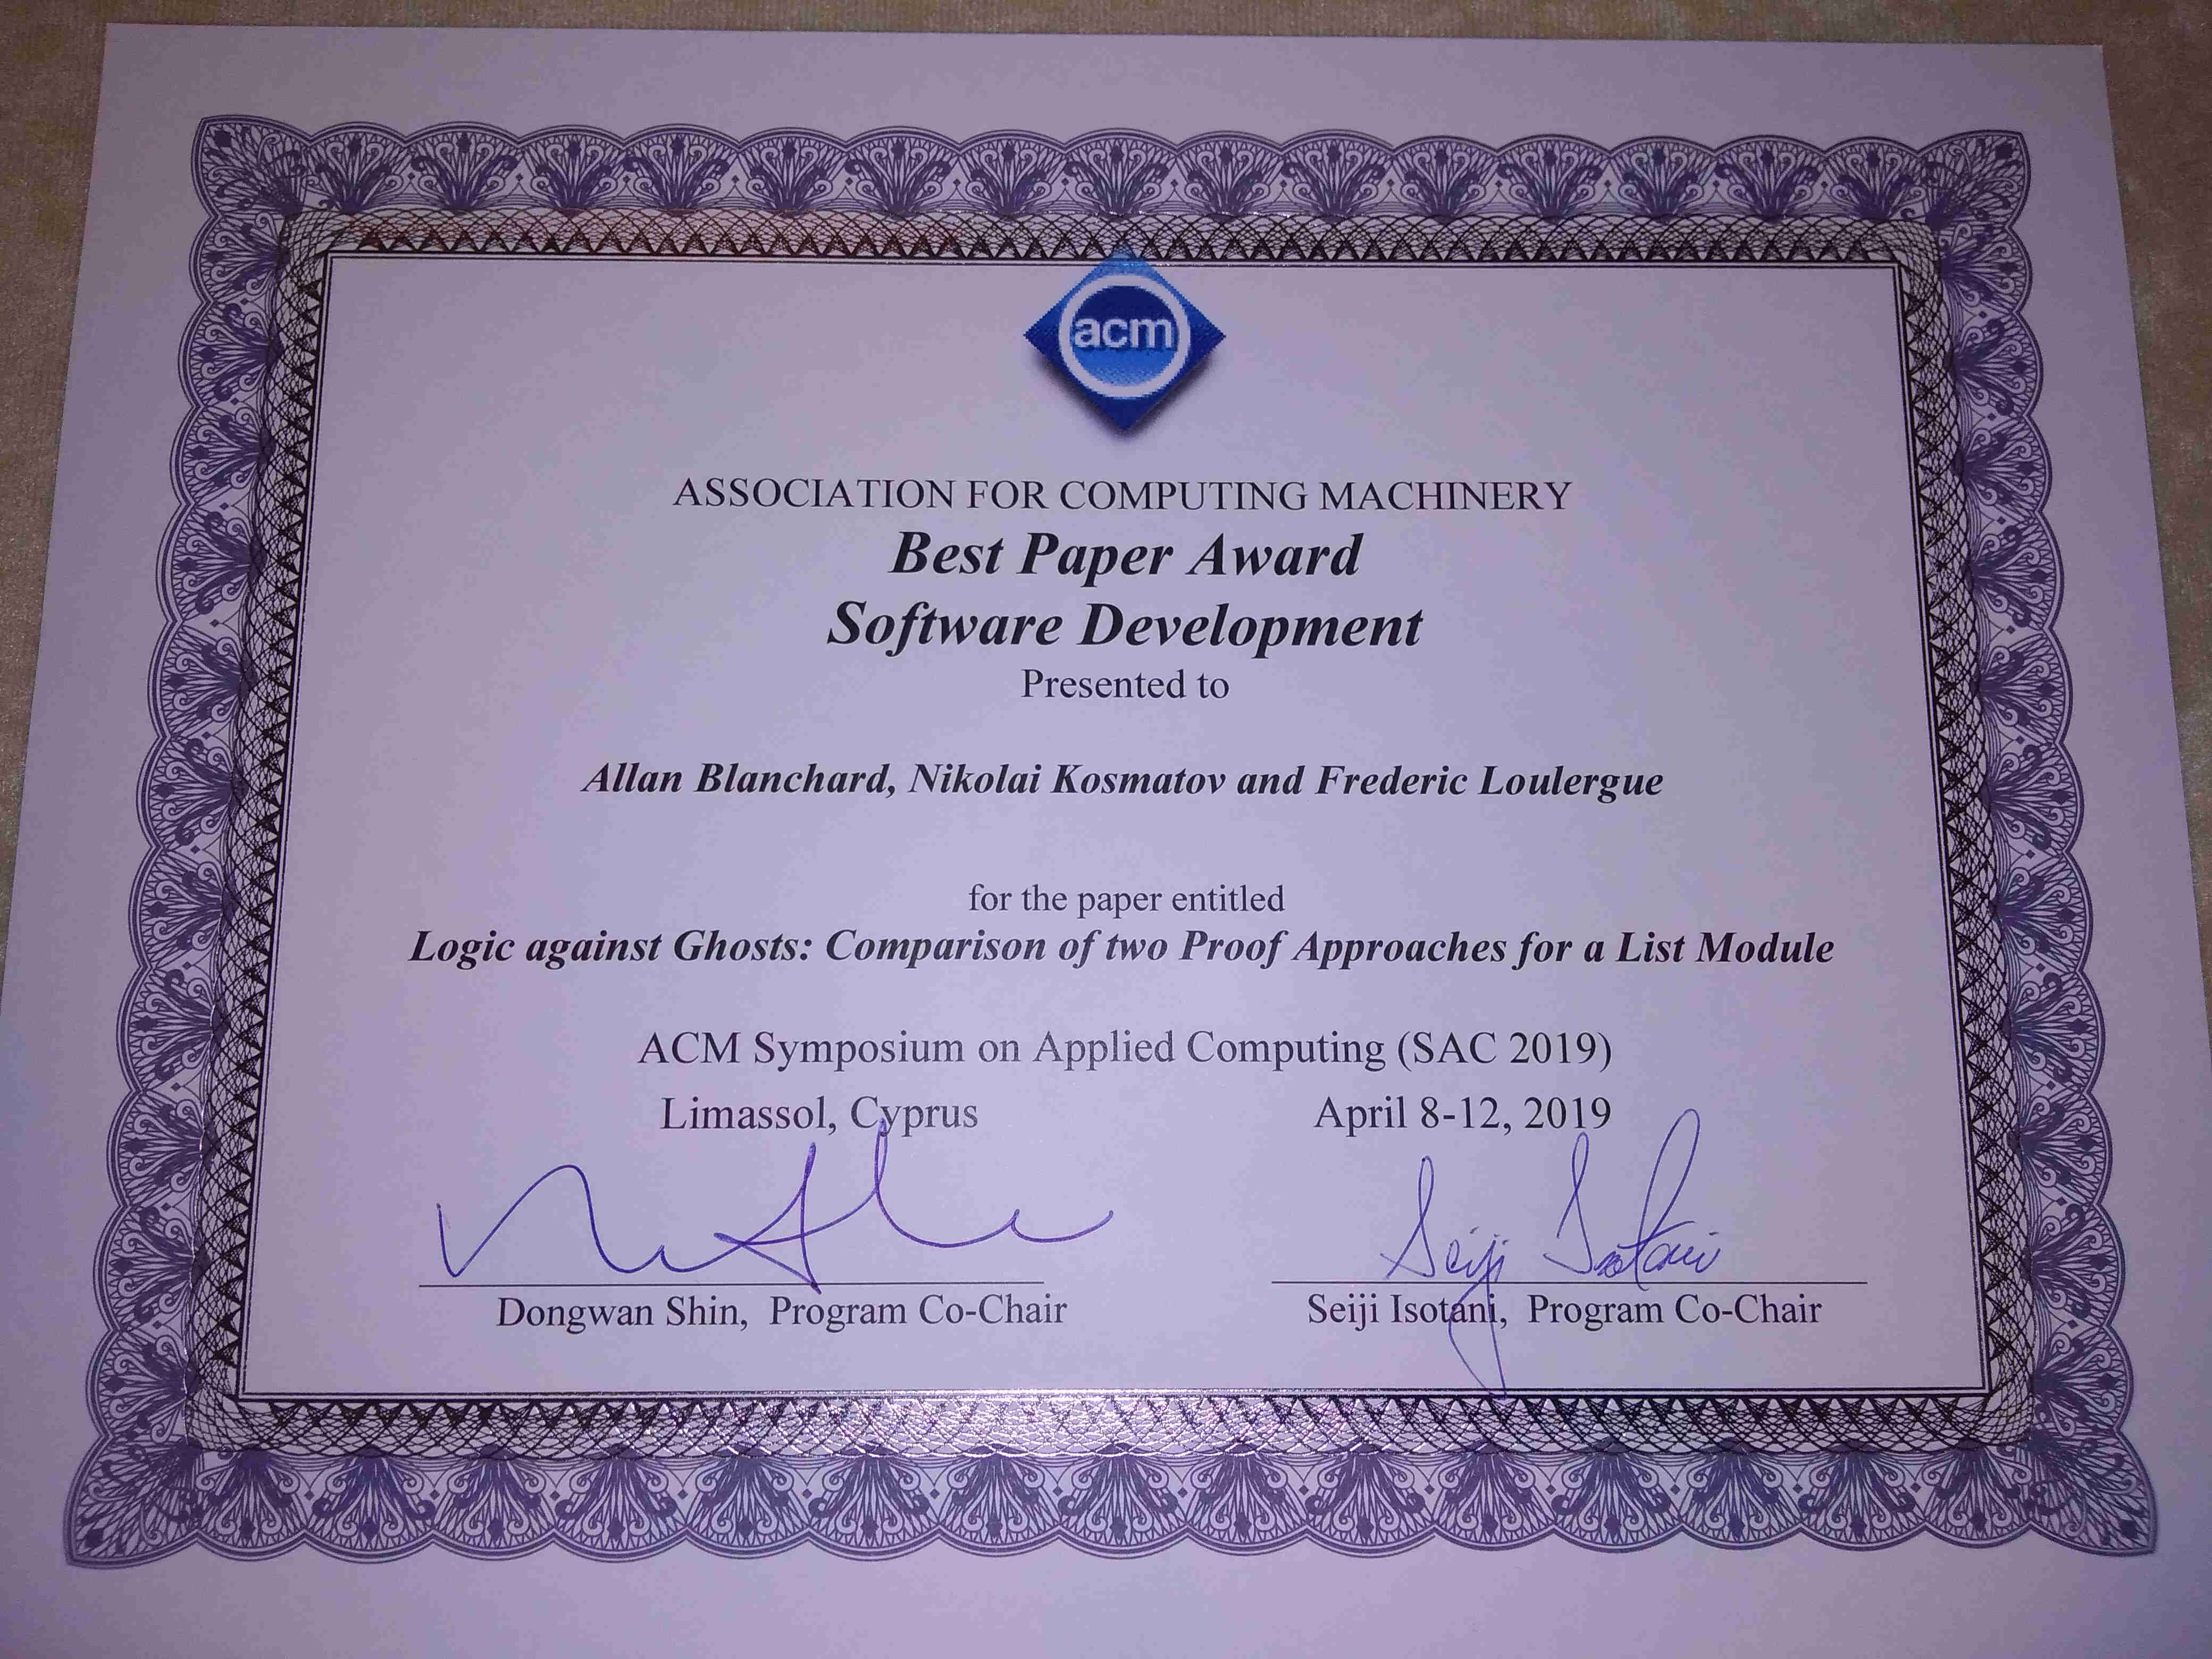 acm
ASSOCIATION FOR COMPUTING MACHINERY
Best Paper Award
Software Development
Presented to
Allan Blanchard, Nikolai Kosmatov and Frederic Loulergue
for the paper entitled
Logic against Ghosts: Comparison of two Proof Approaches for a List Module
ACM Symposium on Applied Computing (SAC 2019)
Limassol, Cyprus April 8-12, 2019
Seiji Isotani
Dongwan Shin, Program Co-Chair Seiji Isotani, Program Co-Chair